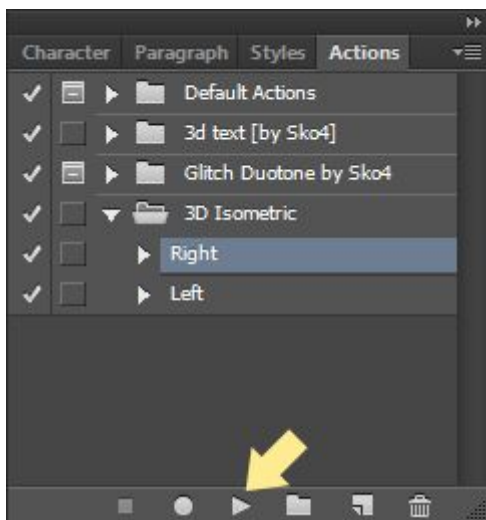 Character Paragraph Styles Actions
Default Actions
3d text [by Sko4]
Glitch Duotone by Sko4
3D Isometric
Right
Left